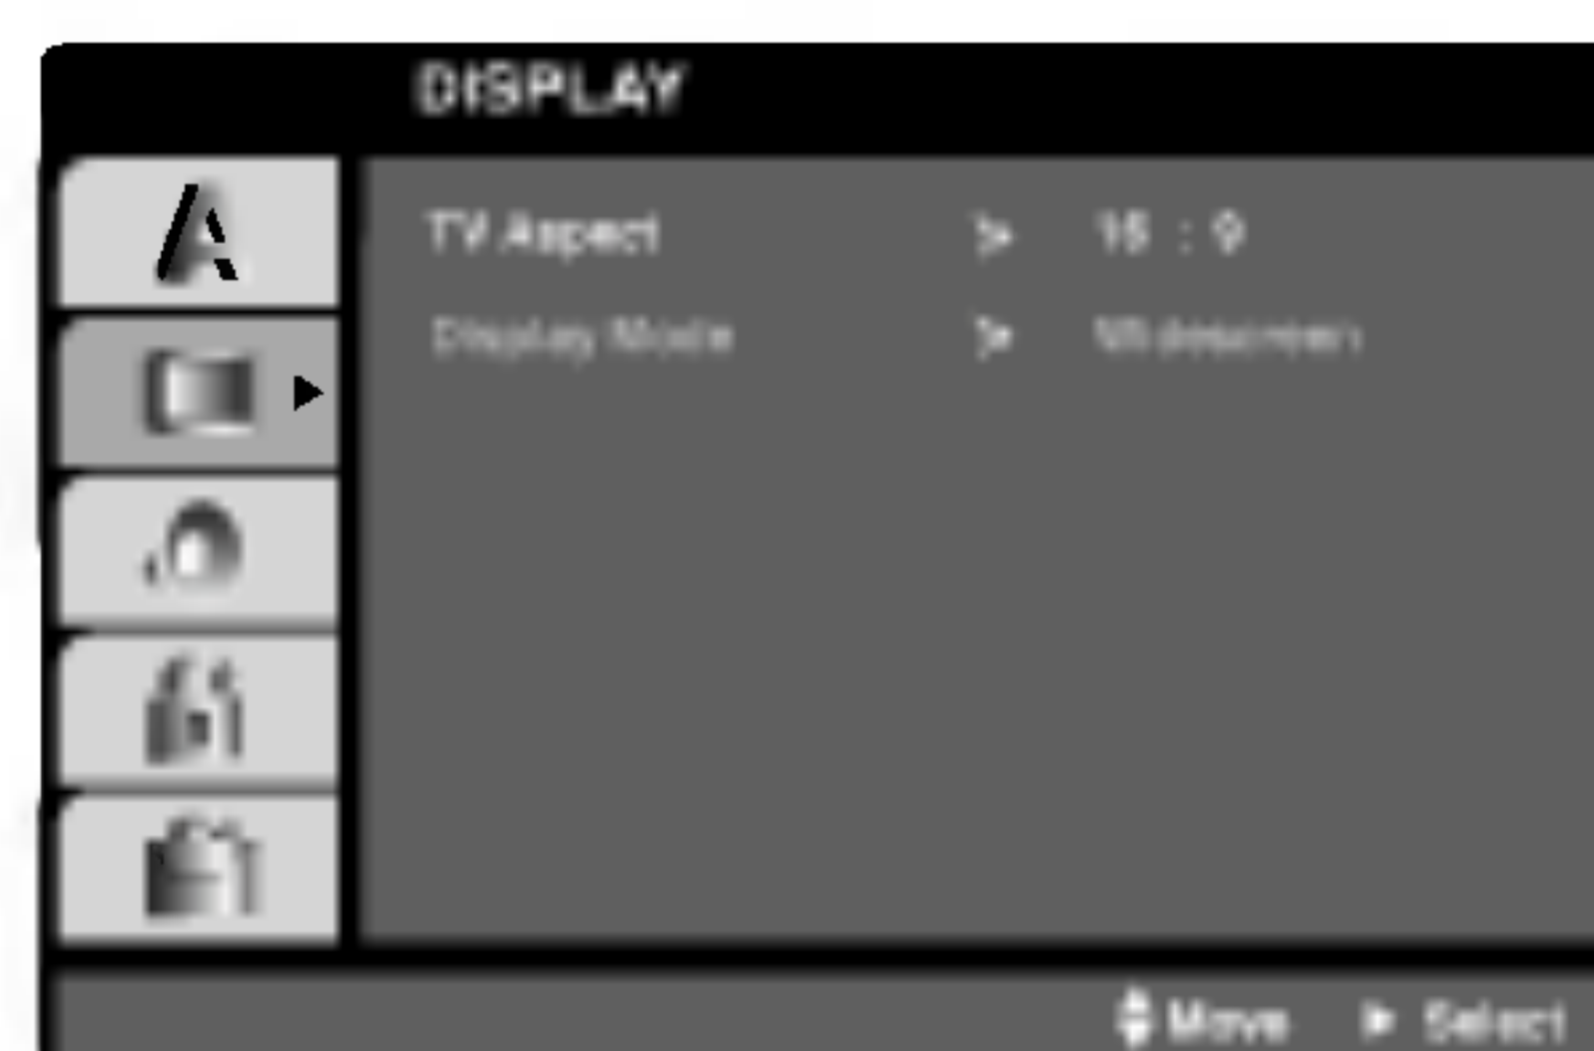 DISPLAY
A
TV Aspect > 16 : 9
Display Mode > Widescreen
Move Select